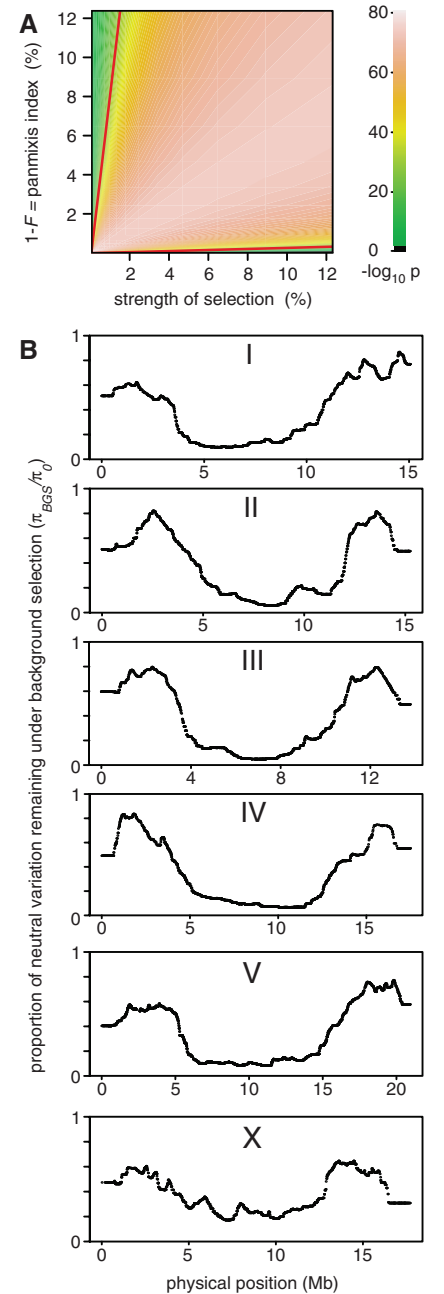 A
12
10
8
6
4
2
1-F = panmixis index (%)
2 4 6 8 10 12
strength of selection (%)
80
60
40
20
0
-log10 p
B
proportion of neutral variation remaining under background selection (πBGS/π0)
I
1
0
0 5 10 15
II
1
0
0 5 10 15
III
1
0
0 4 8 12
IV
1
0
0 5 10 15
V
1
0
0 5 10 15 20
X
1
0
0 5 10 15
physical position (Mb)